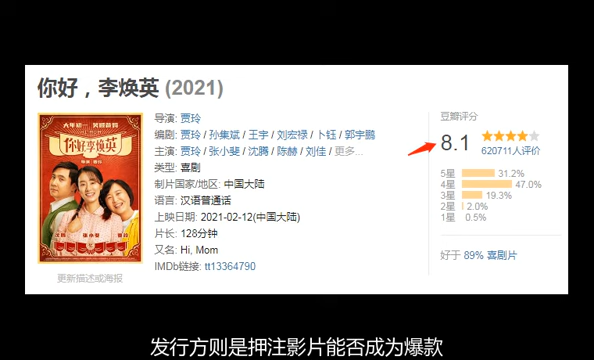 你好，李焕英 (2021)
你好李焕英
更新描述或海报
导演: 贾玲
编剧: 贾玲 / 孙集斌 / 王宇 / 刘宏禄 / 卜钰 / 郭宇鹏
主演: 贾玲 / 张小斐 / 沈腾 / 陈赫 / 刘佳 / 更多...
类型: 喜剧
制片国家/地区: 中国大陆
语言: 汉语普通话
上映日期: 2021-02-12(中国大陆)
片长: 128分钟
又名: Hi, Mom
IMDb链接: tt13364790
豆瓣评分
8.1
620711人评价
5星 31.2%
4星 47.0%
3星 19.3%
2星 2.0%
1星 0.5%
好于 89% 喜剧片
发行方则是押注影片能否成为爆款